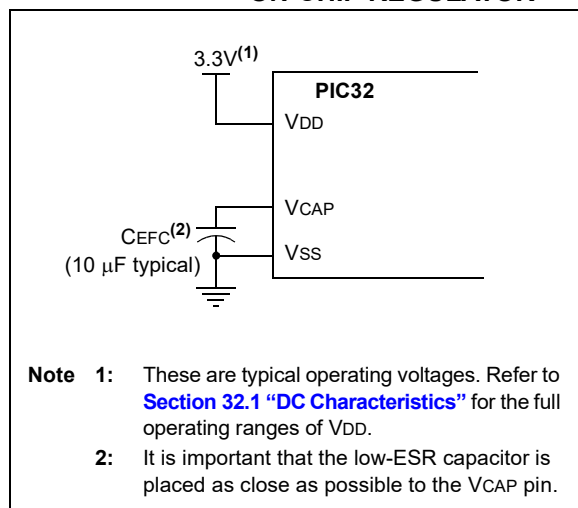 3.3V(1)
PIC32
VDD
VCAP
CEFC(2)
(10 μF typical)
VSS
Note 1: These are typical operating voltages. Refer to
Section 32.1 “DC Characteristics” for the full
operating ranges of VDD.
2: It is important that the low-ESR capacitor is
placed as close as possible to the VCAP pin.